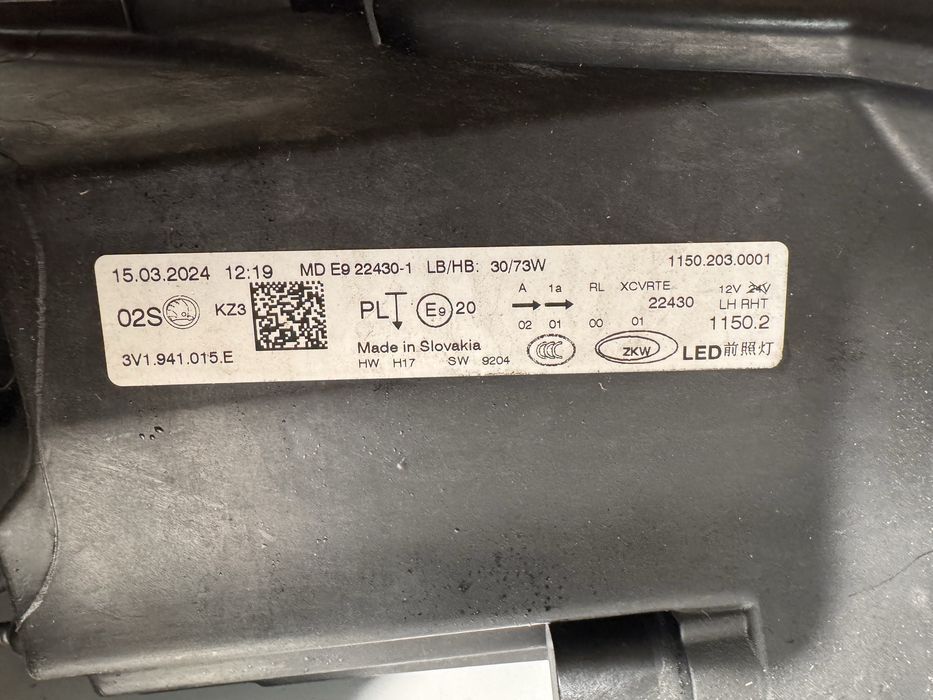 15.03.2024 12:19 MD E9 22430-1 LB/HB: 30/73W 1150.203.0001
A 1a RL XCVRTE 12V 24V
02S KZ3 PL E9 20 22430 LH RHT
02 01 00 01 1150.2
3V1.941.015.E Made in Slovakia CCC ZKW LED前照灯
HW H17 SW 9204